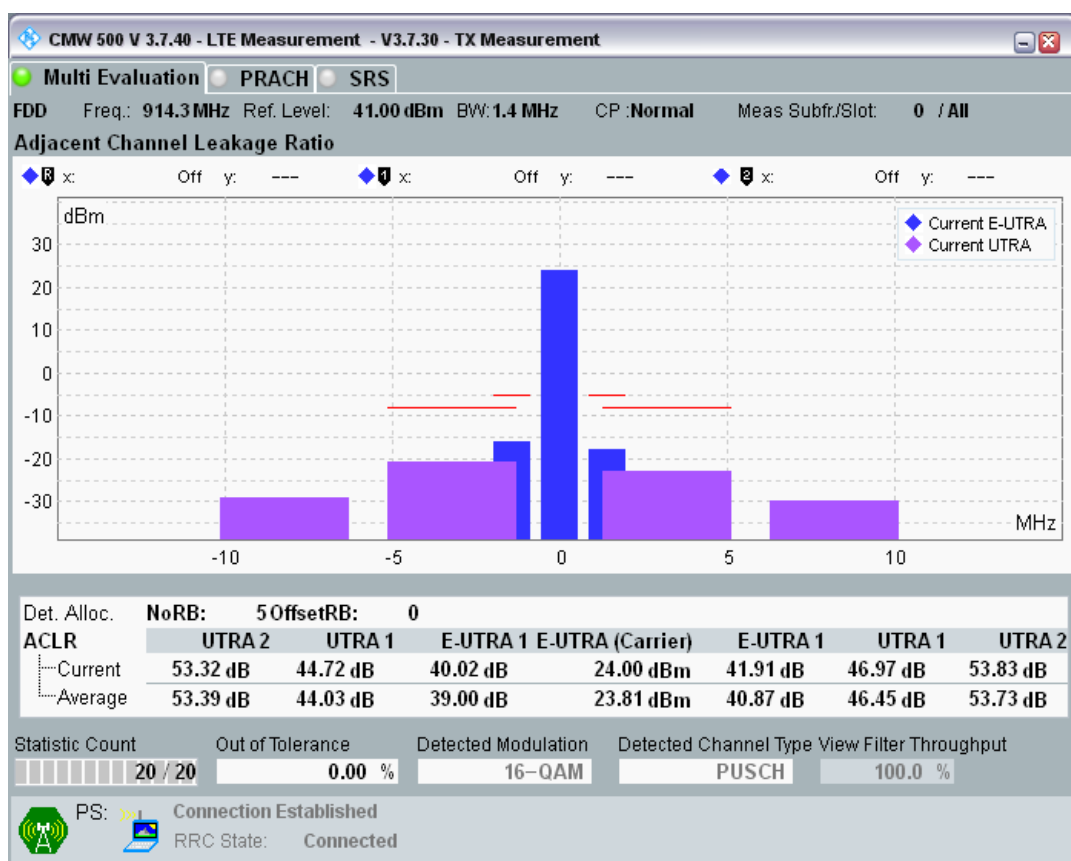 CMW 500 V 3.7.40 - LTE Measurement - V3.7.30 - TX Measurement
Multi Evaluation PRACH SRS
FDD Freq.: 914.3 MHz Ref. Level: 41.00 dBm BW: 1.4 MHz CP :Normal Meas Subfr./Slot: 0 / All
Adjacent Channel Leakage Ratio
R x: Off y: --- 1 x: Off y: --- 2 x: Off y: ---
dBm
Current E-UTRA
Current UTRA
30
20
10
0
-10
-20
-30
MHz
-10 -5 0 5 10
Det. Alloc. NoRB: 5 OffsetRB: 0
ACLR UTRA 2 UTRA 1 E-UTRA 1 E-UTRA (Carrier) E-UTRA 1 UTRA 1 UTRA 2
Current 53.32 dB 44.72 dB 40.02 dB 24.00 dBm 41.91 dB 46.97 dB 53.83 dB
Average 53.39 dB 44.03 dB 39.00 dB 23.81 dBm 40.87 dB 46.45 dB 53.73 dB
Statistic Count Out of Tolerance Detected Modulation Detected Channel Type View Filter Throughput
20 / 20 0.00 % 16-QAM PUSCH 100.0 %
PS: Connection Established
RRC State: Connected